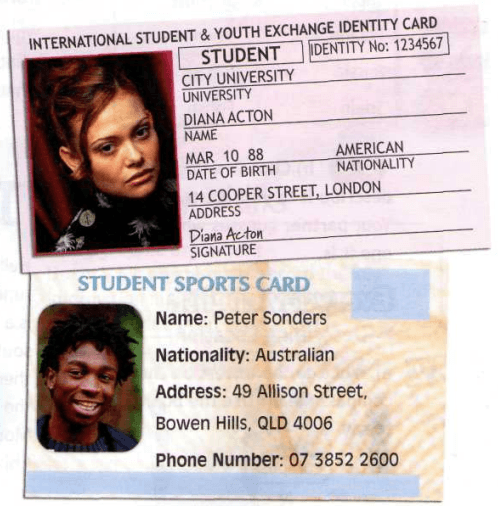 INTERNATIONAL STUDENT & YOUTH EXCHANGE IDENTITY CARD
STUDENT IDENTITY No: 1234567
CITY UNIVERSITY
UNIVERSITY
DIANA ACTON
NAME
MAR 10 88 AMERICAN
DATE OF BIRTH NATIONALITY
14 COOPER STREET, LONDON
ADDRESS
Diana Acton
SIGNATURE
STUDENT SPORTS CARD
Name: Peter Sonders
Nationality: Australian
Address: 49 Allison Street,
Bowen Hills, QLD 4006
Phone Number: 07 3852 2600